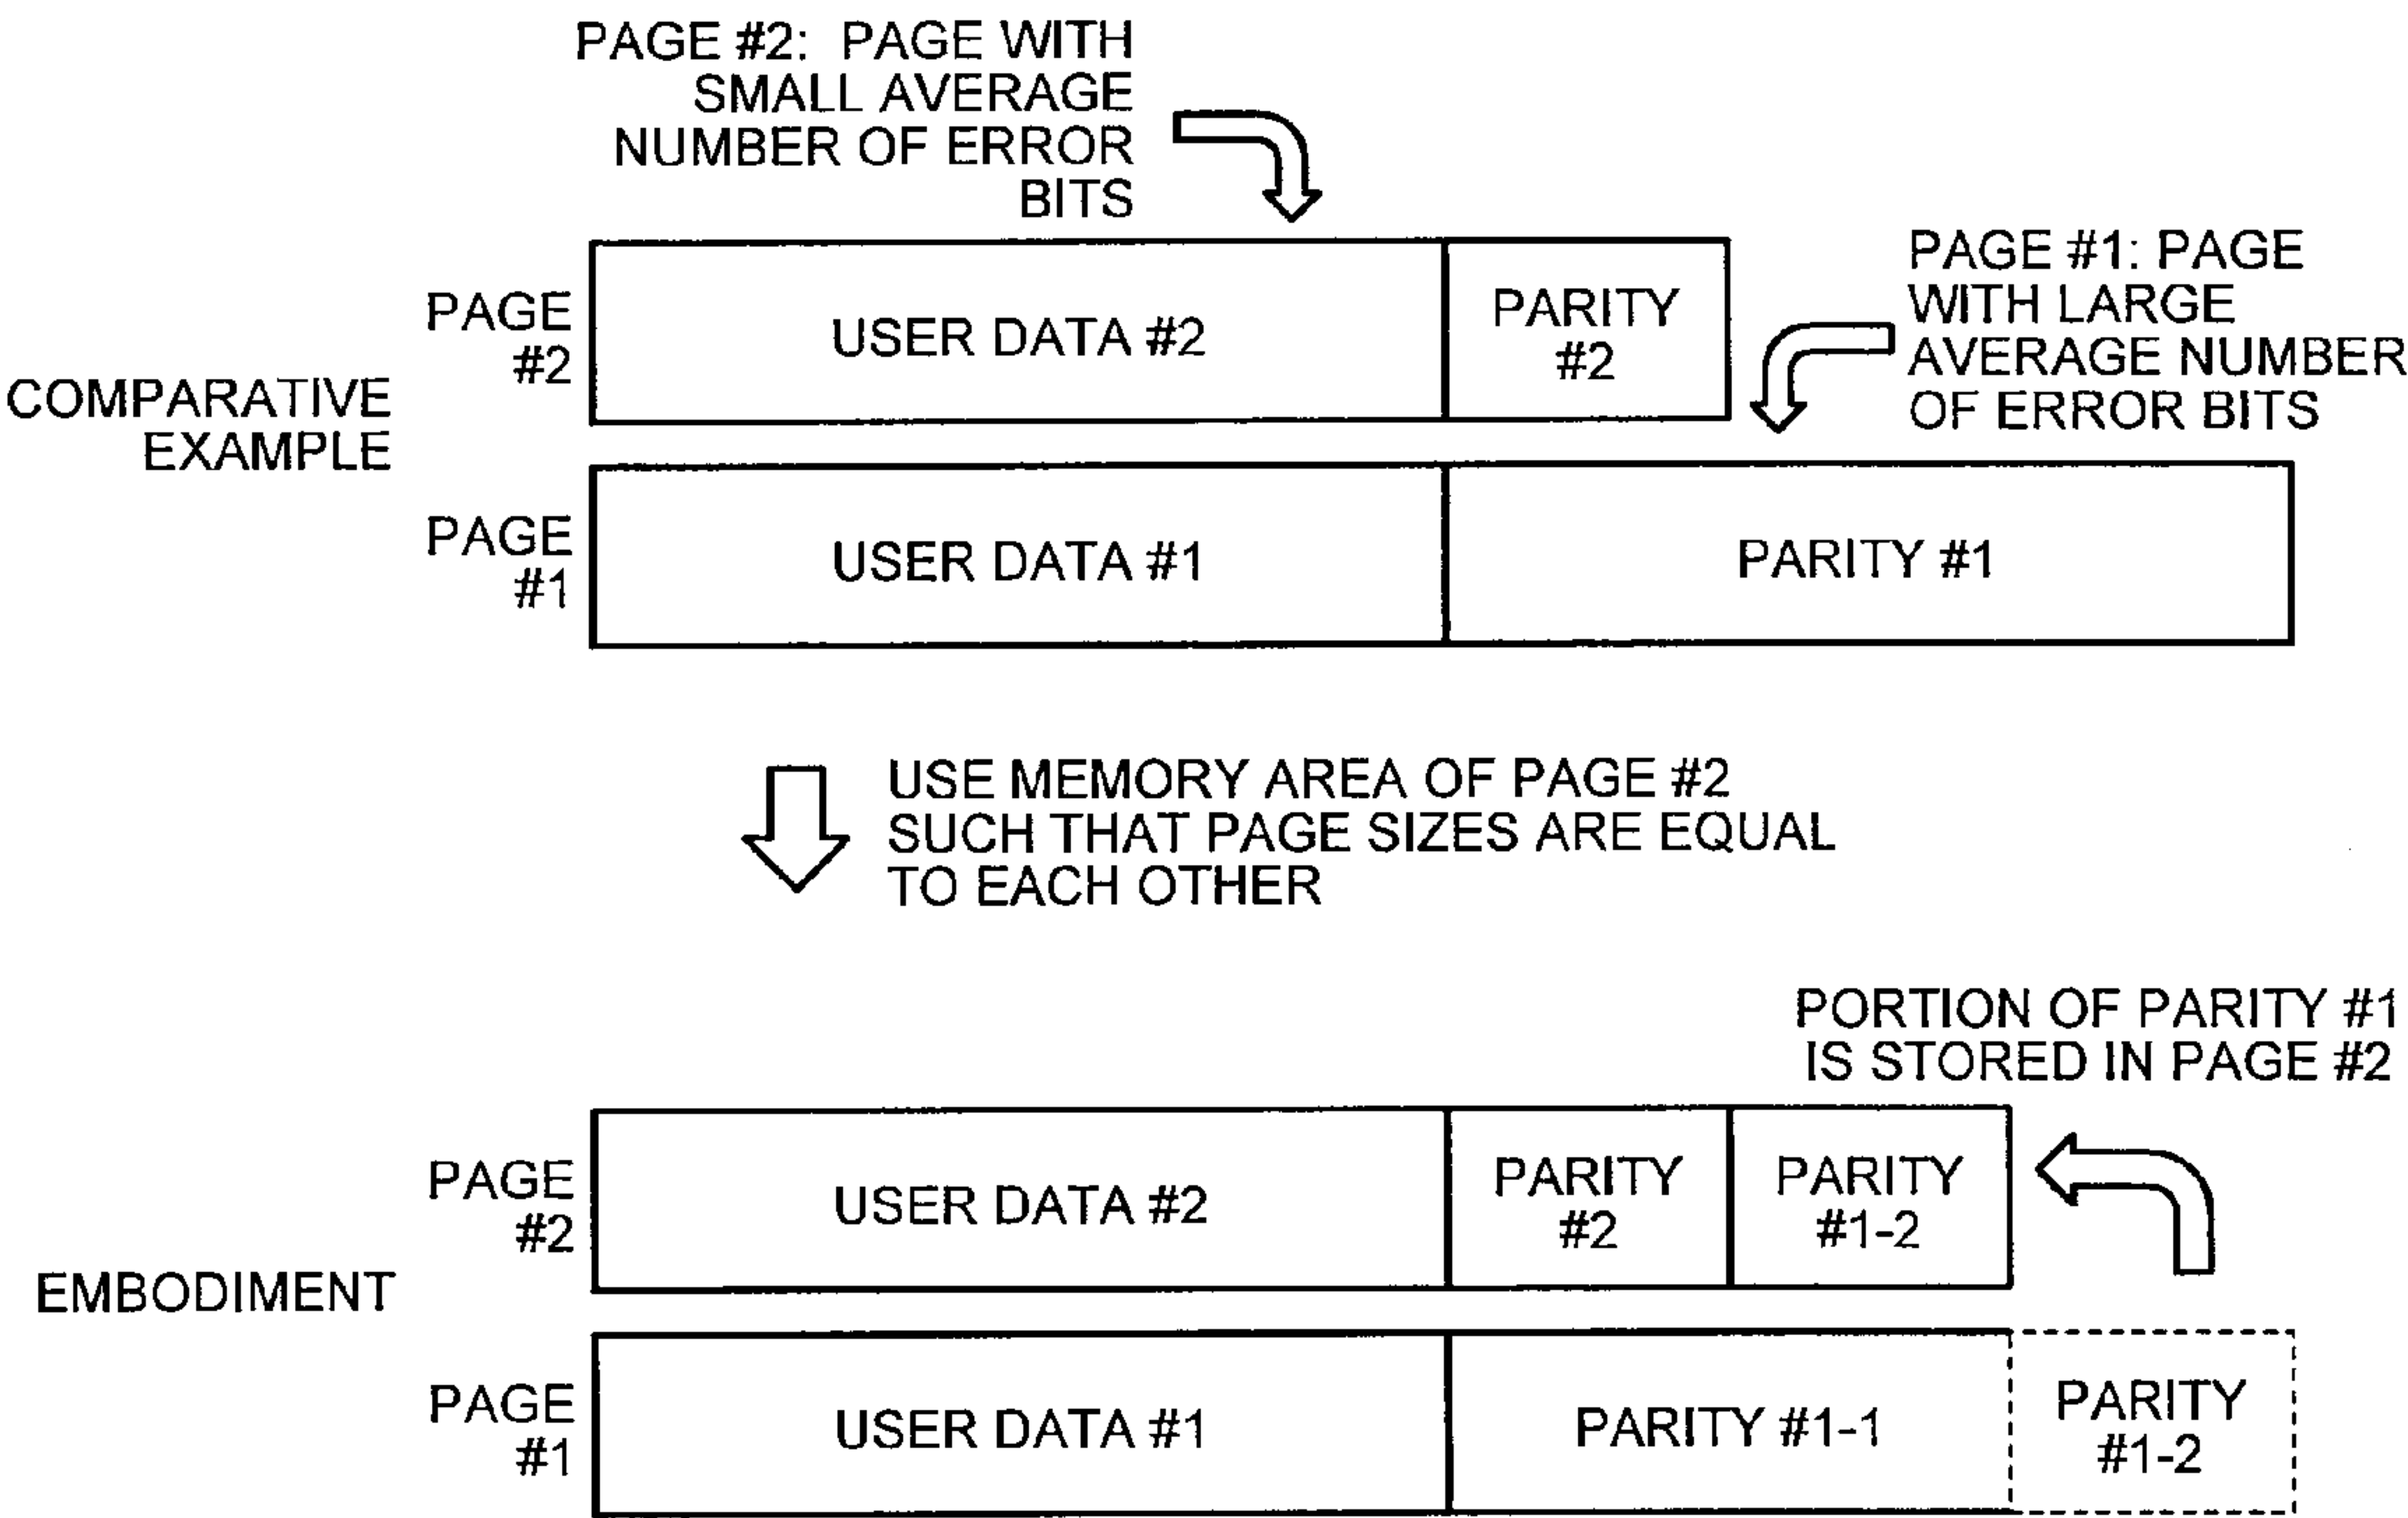 PAGE #2: PAGE WITH
SMALL AVERAGE
NUMBER OF ERROR
BITS
PAGE #1: PAGE
WITH LARGE
AVERAGE NUMBER
OF ERROR BITS
COMPARATIVE
EXAMPLE
PAGE
#2
USER DATA #2
PARITY
#2
PAGE
#1
USER DATA #1
PARITY #1
USE MEMORY AREA OF PAGE #2
SUCH THAT PAGE SIZES ARE EQUAL
TO EACH OTHER
PORTION OF PARITY #1
IS STORED IN PAGE #2
EMBODIMENT
PAGE
#2
USER DATA #2
PARITY
#2
PARITY
#1-2
PAGE
#1
USER DATA #1
PARITY #1-1
PARITY
#1-2